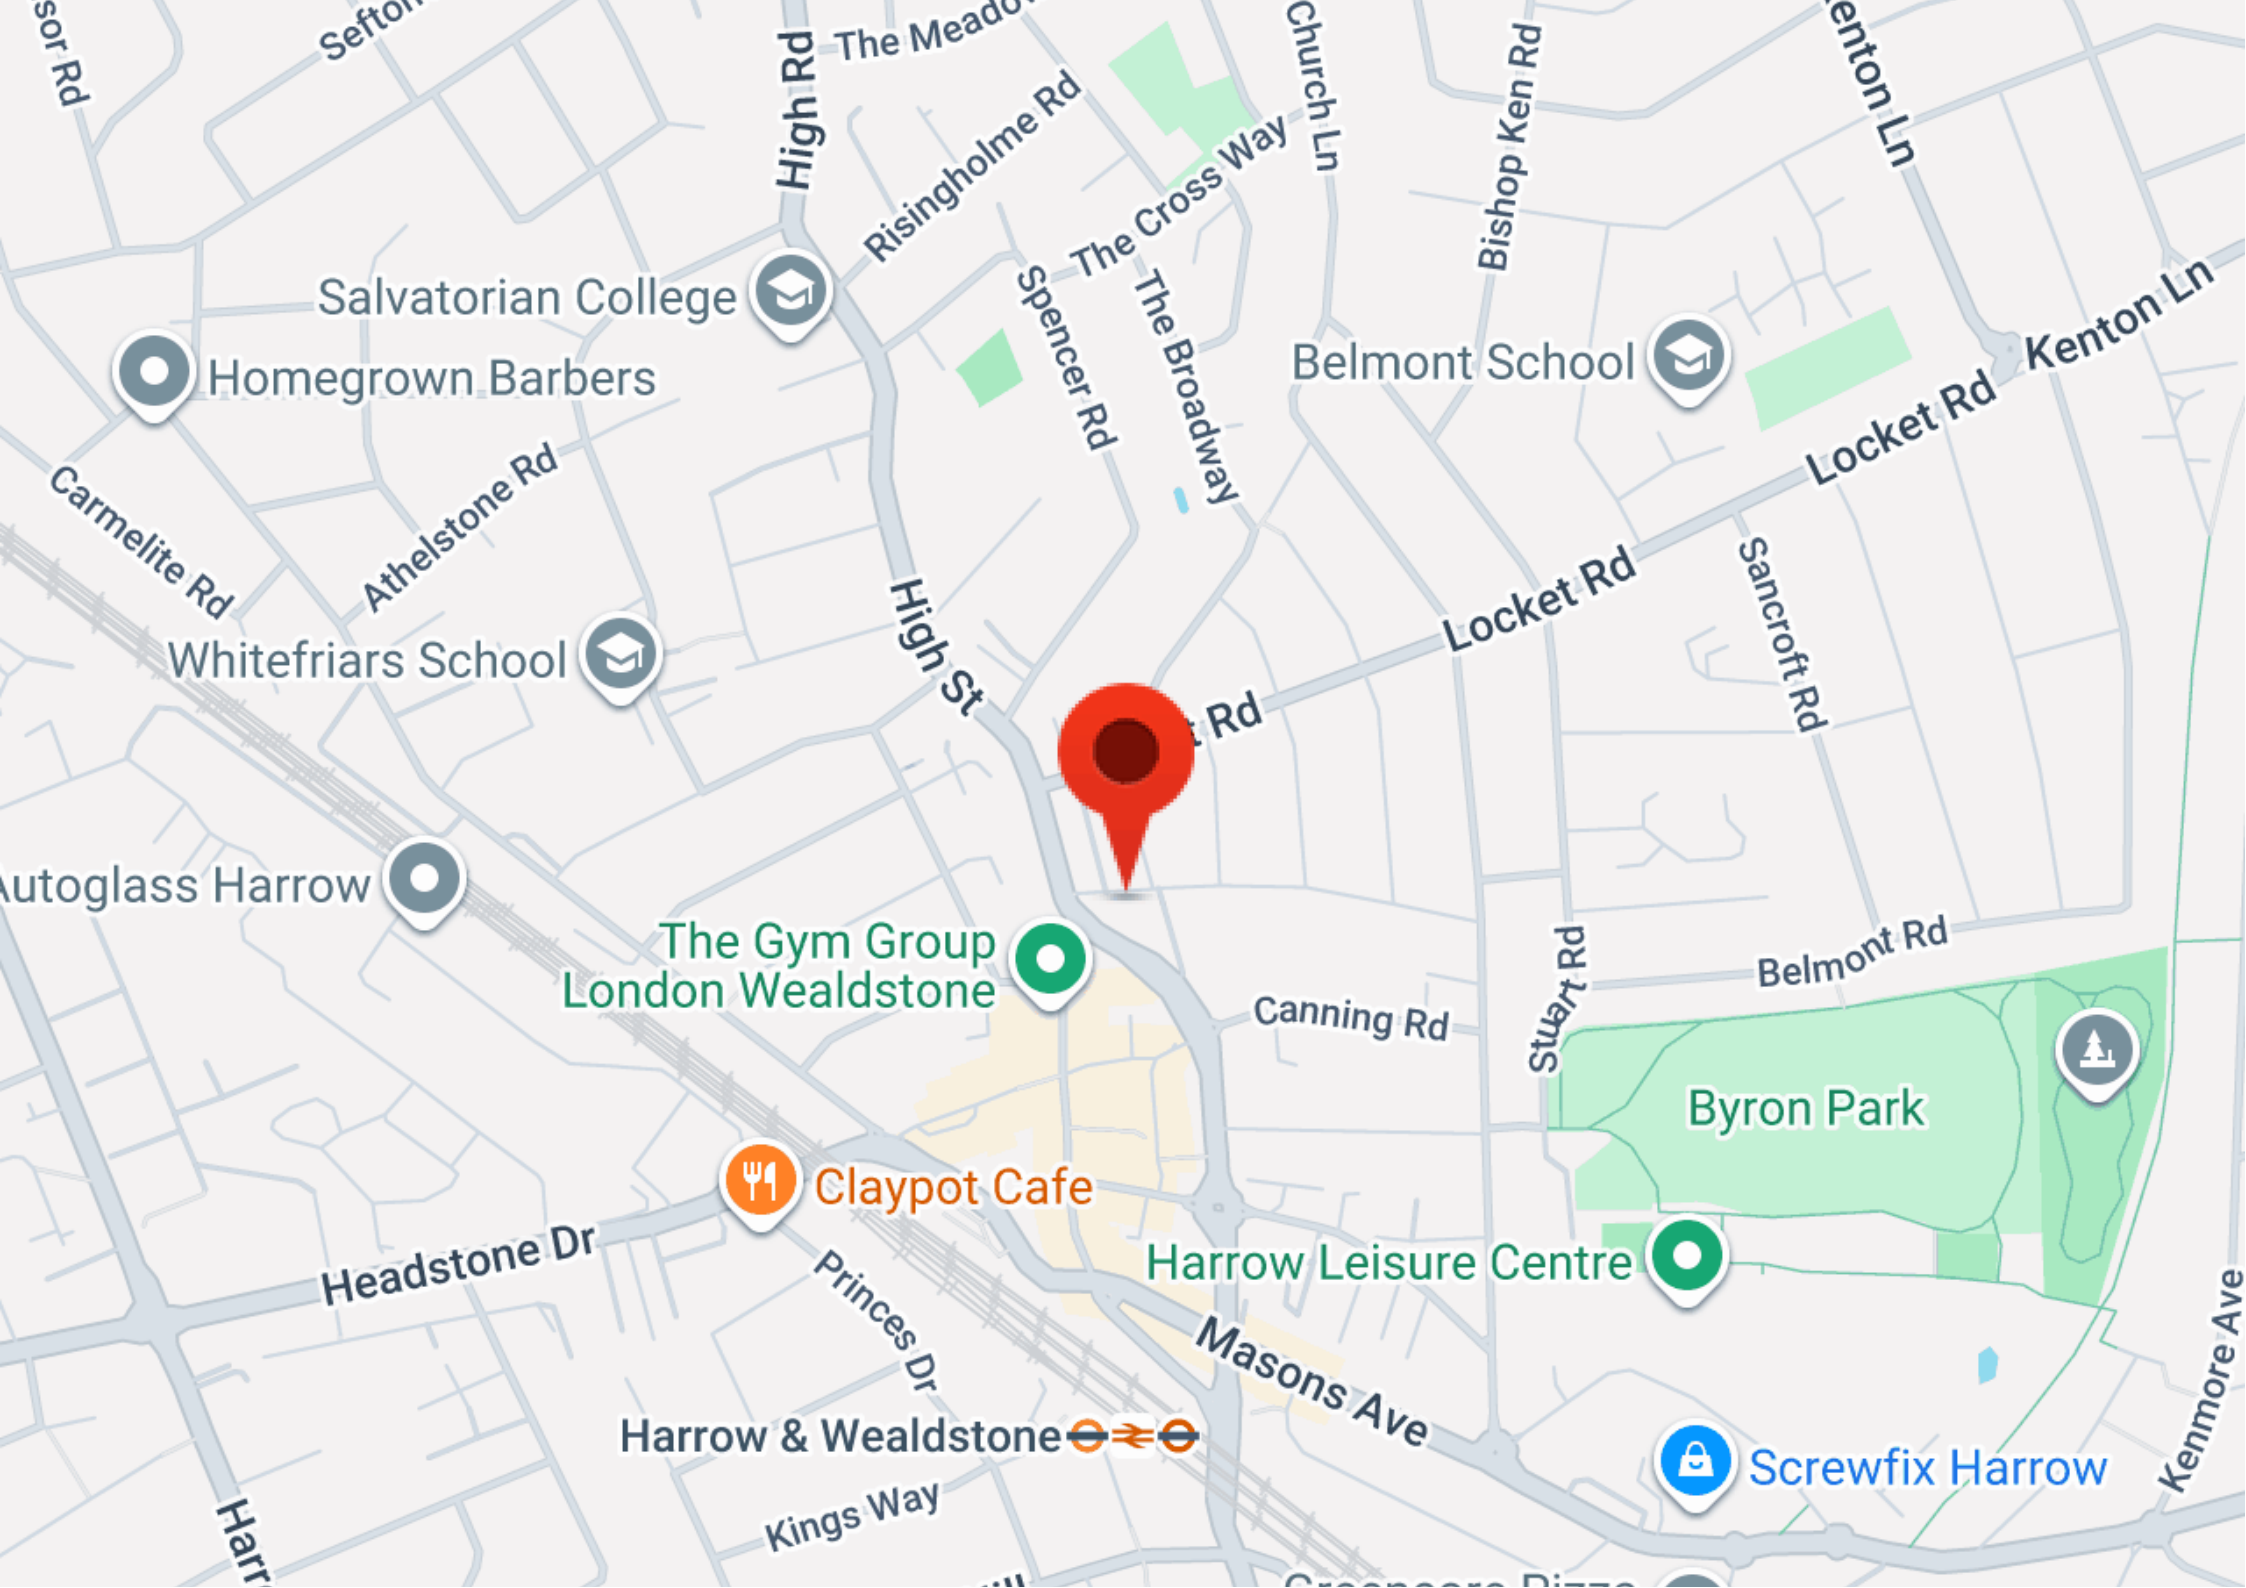 sor Rd
Sefton
High Rd
The Meado
Church Ln
Bishop Ken Rd
enton Ln
Risingholme Rd
The Cross Way
Salvatorian College
Spencer Rd
The Broadway
Belmont School
Kenton Ln
Homegrown Barbers
Locket Rd
Carmelite Rd
Athelstone Rd
High St
Locket Rd
Sancroft Rd
Whitefriars School
t Rd
Autoglass Harrow
The Gym Group
London Wealdstone
Stuart Rd
Belmont Rd
Canning Rd
Byron Park
Claypot Cafe
Headstone Dr
Harrow Leisure Centre
Princes Dr
Masons Ave
Kenmore Ave
Harrow & Wealdstone
Screwfix Harrow
Kings Way
Harr